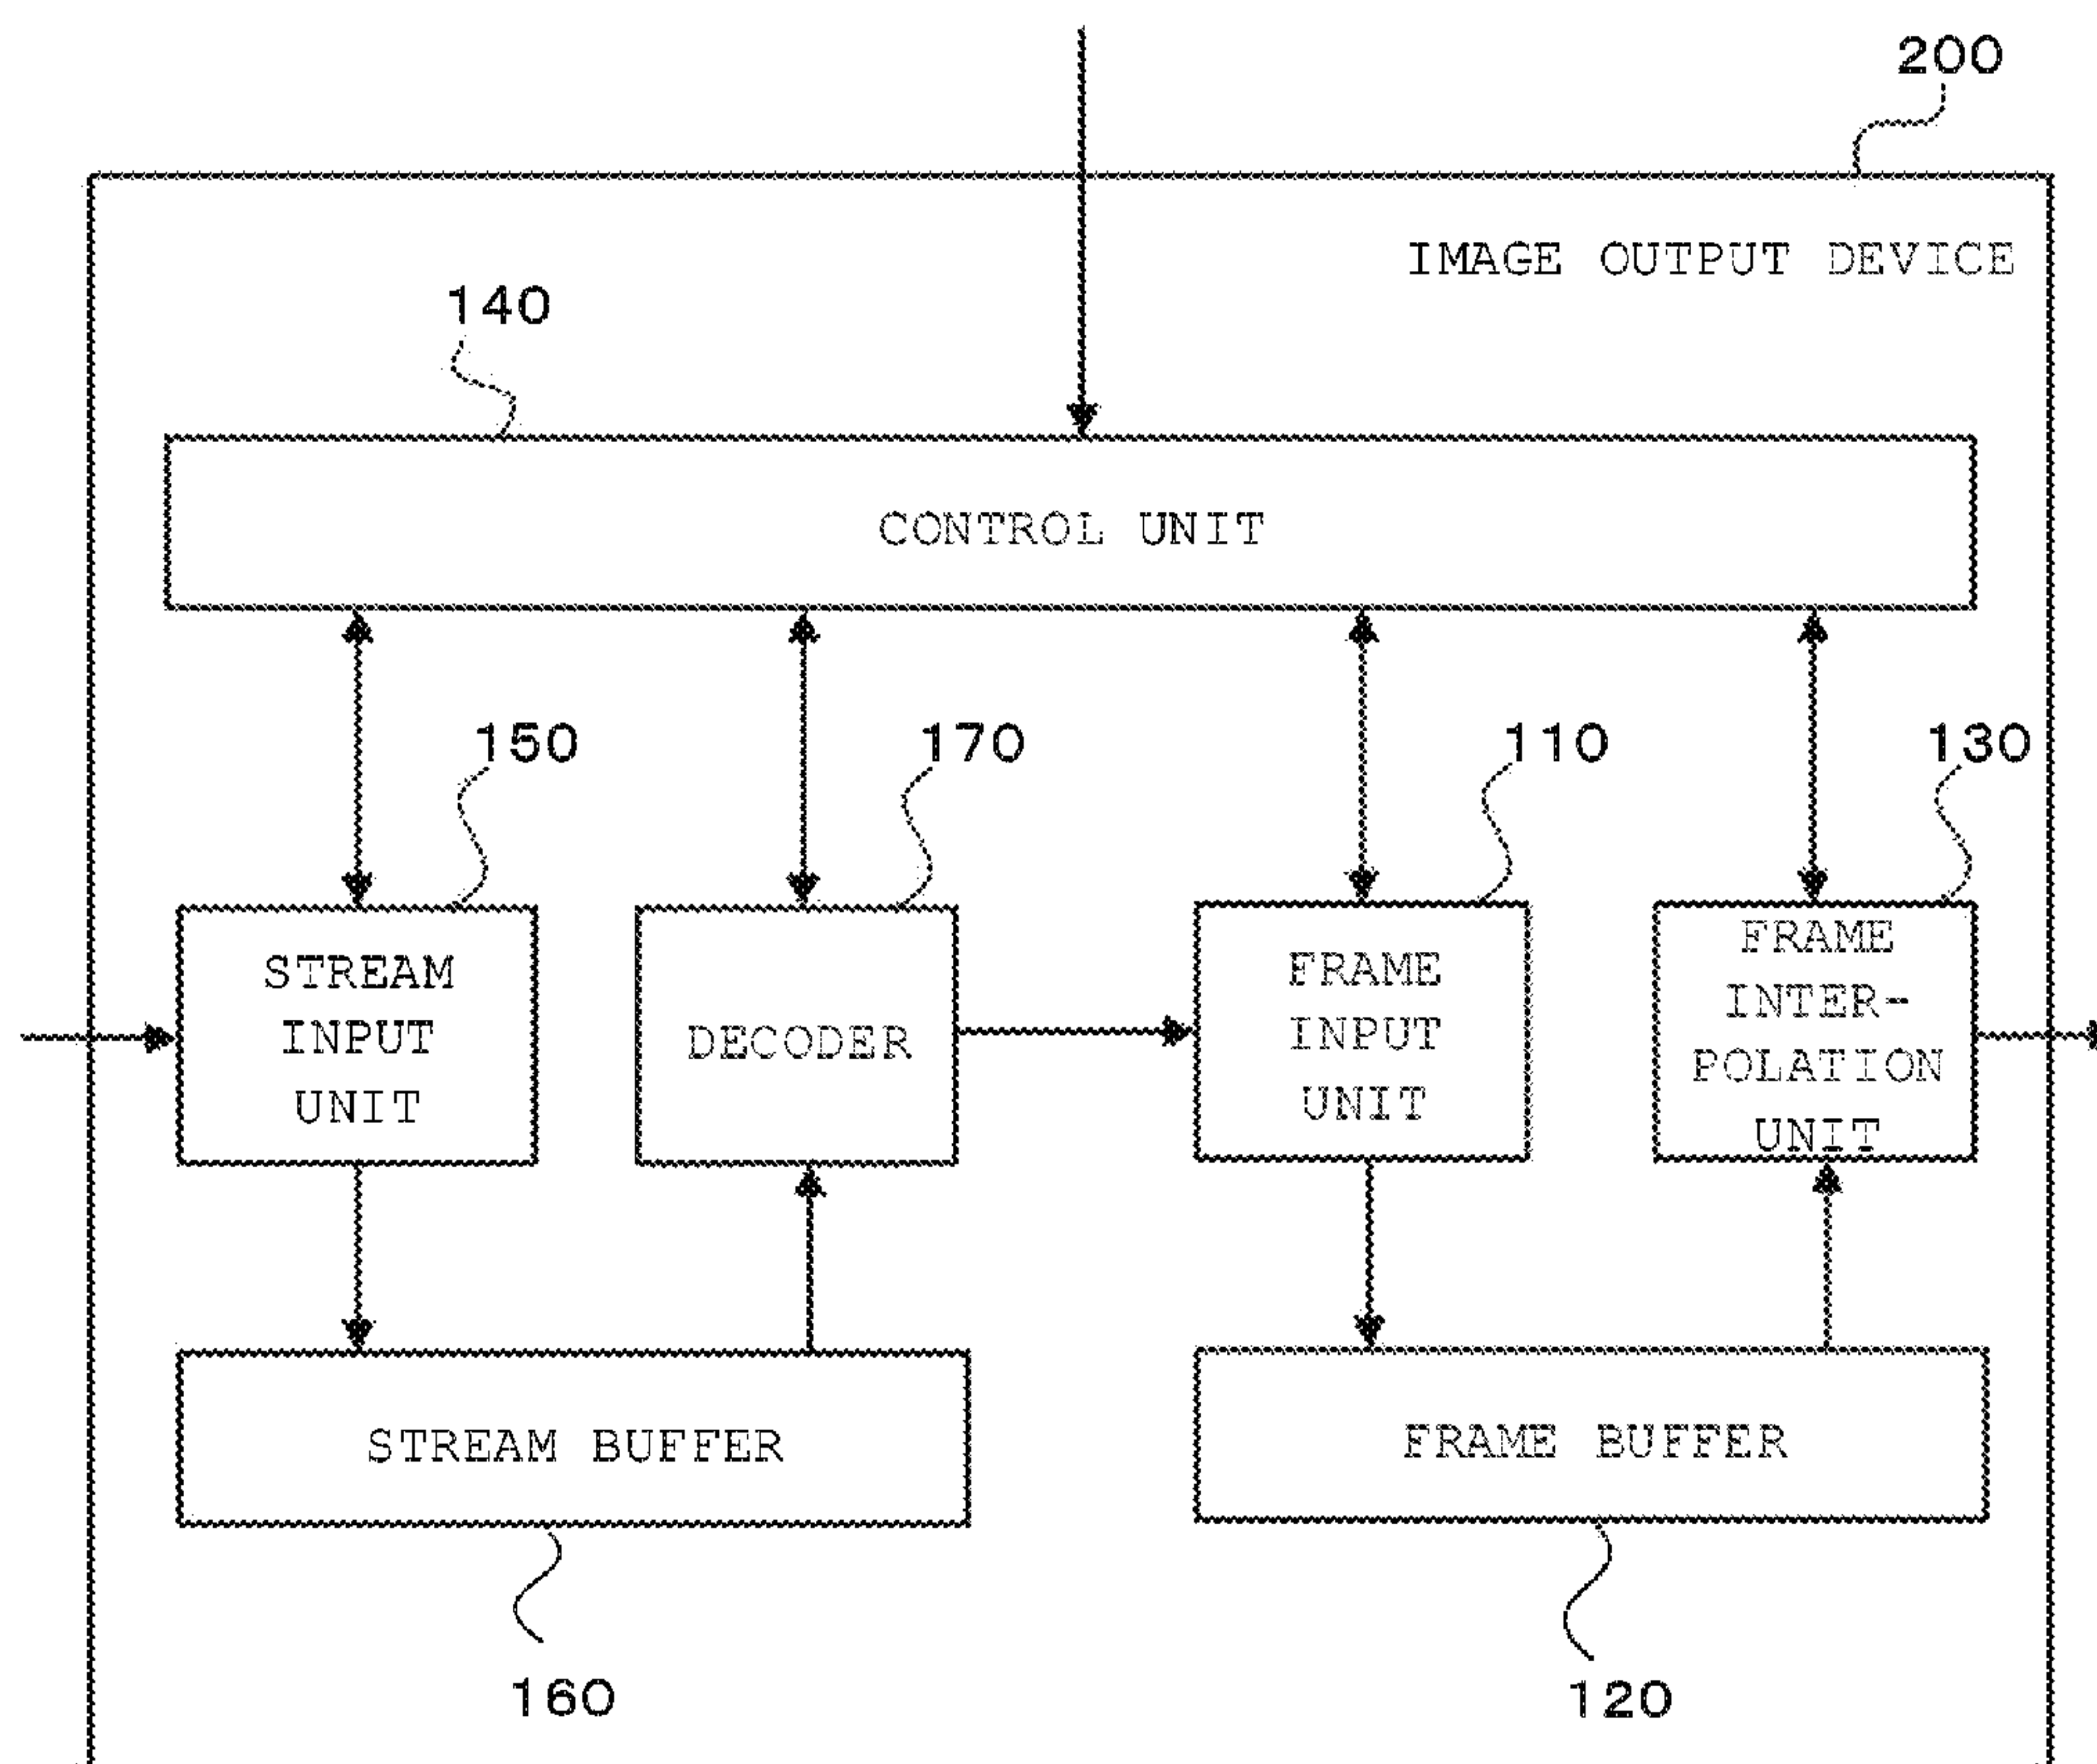 200
IMAGE OUTPUT DEVICE
140
CONTROL UNIT
150
170
110
130
STREAM
INPUT
UNIT
DECODER
FRAME
INPUT
UNIT
FRAME
INTER-
POLATION
UNIT
STREAM BUFFER
FRAME BUFFER
160
120